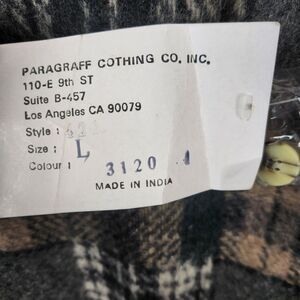 PARAGRAFF COTHING CO. INC.
110-E 9th ST
Suite B-457
Los Angeles CA 90079
Style :
Size : L
Colour : 3120 1
MADE IN INDIA